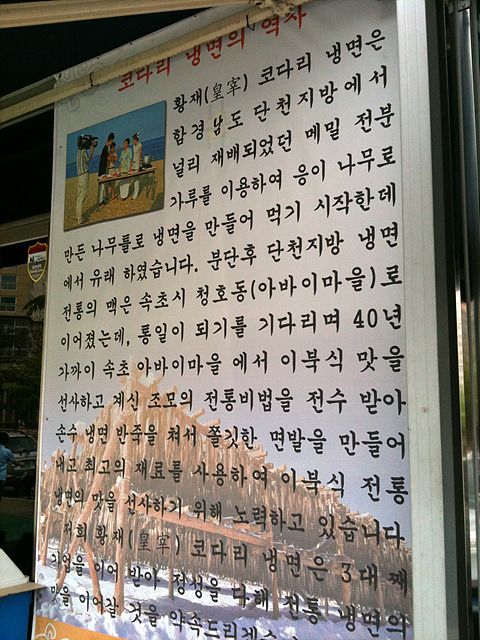 코다리 냉면의 역사
황재(皇宰) 코다리 냉면은
함경남도 단천지방에서
널리 재배되었던 메밀 전분
가루를 이용하여 응이 나무로
만든 나무틀로 냉면을 만들어 먹기 시작한데
에서 유래 하였습니다. 분단후 단천지방 냉면
전통의 맥은 속초시 청호동(아바이마을)로
이어졌는데, 통일이 되기를 기다리며 40년
가까이 속초 아바이마을 에서 이북식 맛을
선사하고 계신 조모의 전통비법을 전수 받아
손수 냉면 반죽을 쳐서 쫄깃한 면발을 만들어
내고 최고의 재료를 사용하여 이북식 전통
냉면의 맛을 선사하기 위해 노력하고 있습니다
저희 황재(皇宰) 코다리 냉면은 3대 째
가업을 이어 받아 정성을 다해 전통 냉면의
맛을 이어갈 것을 약속드리겠습